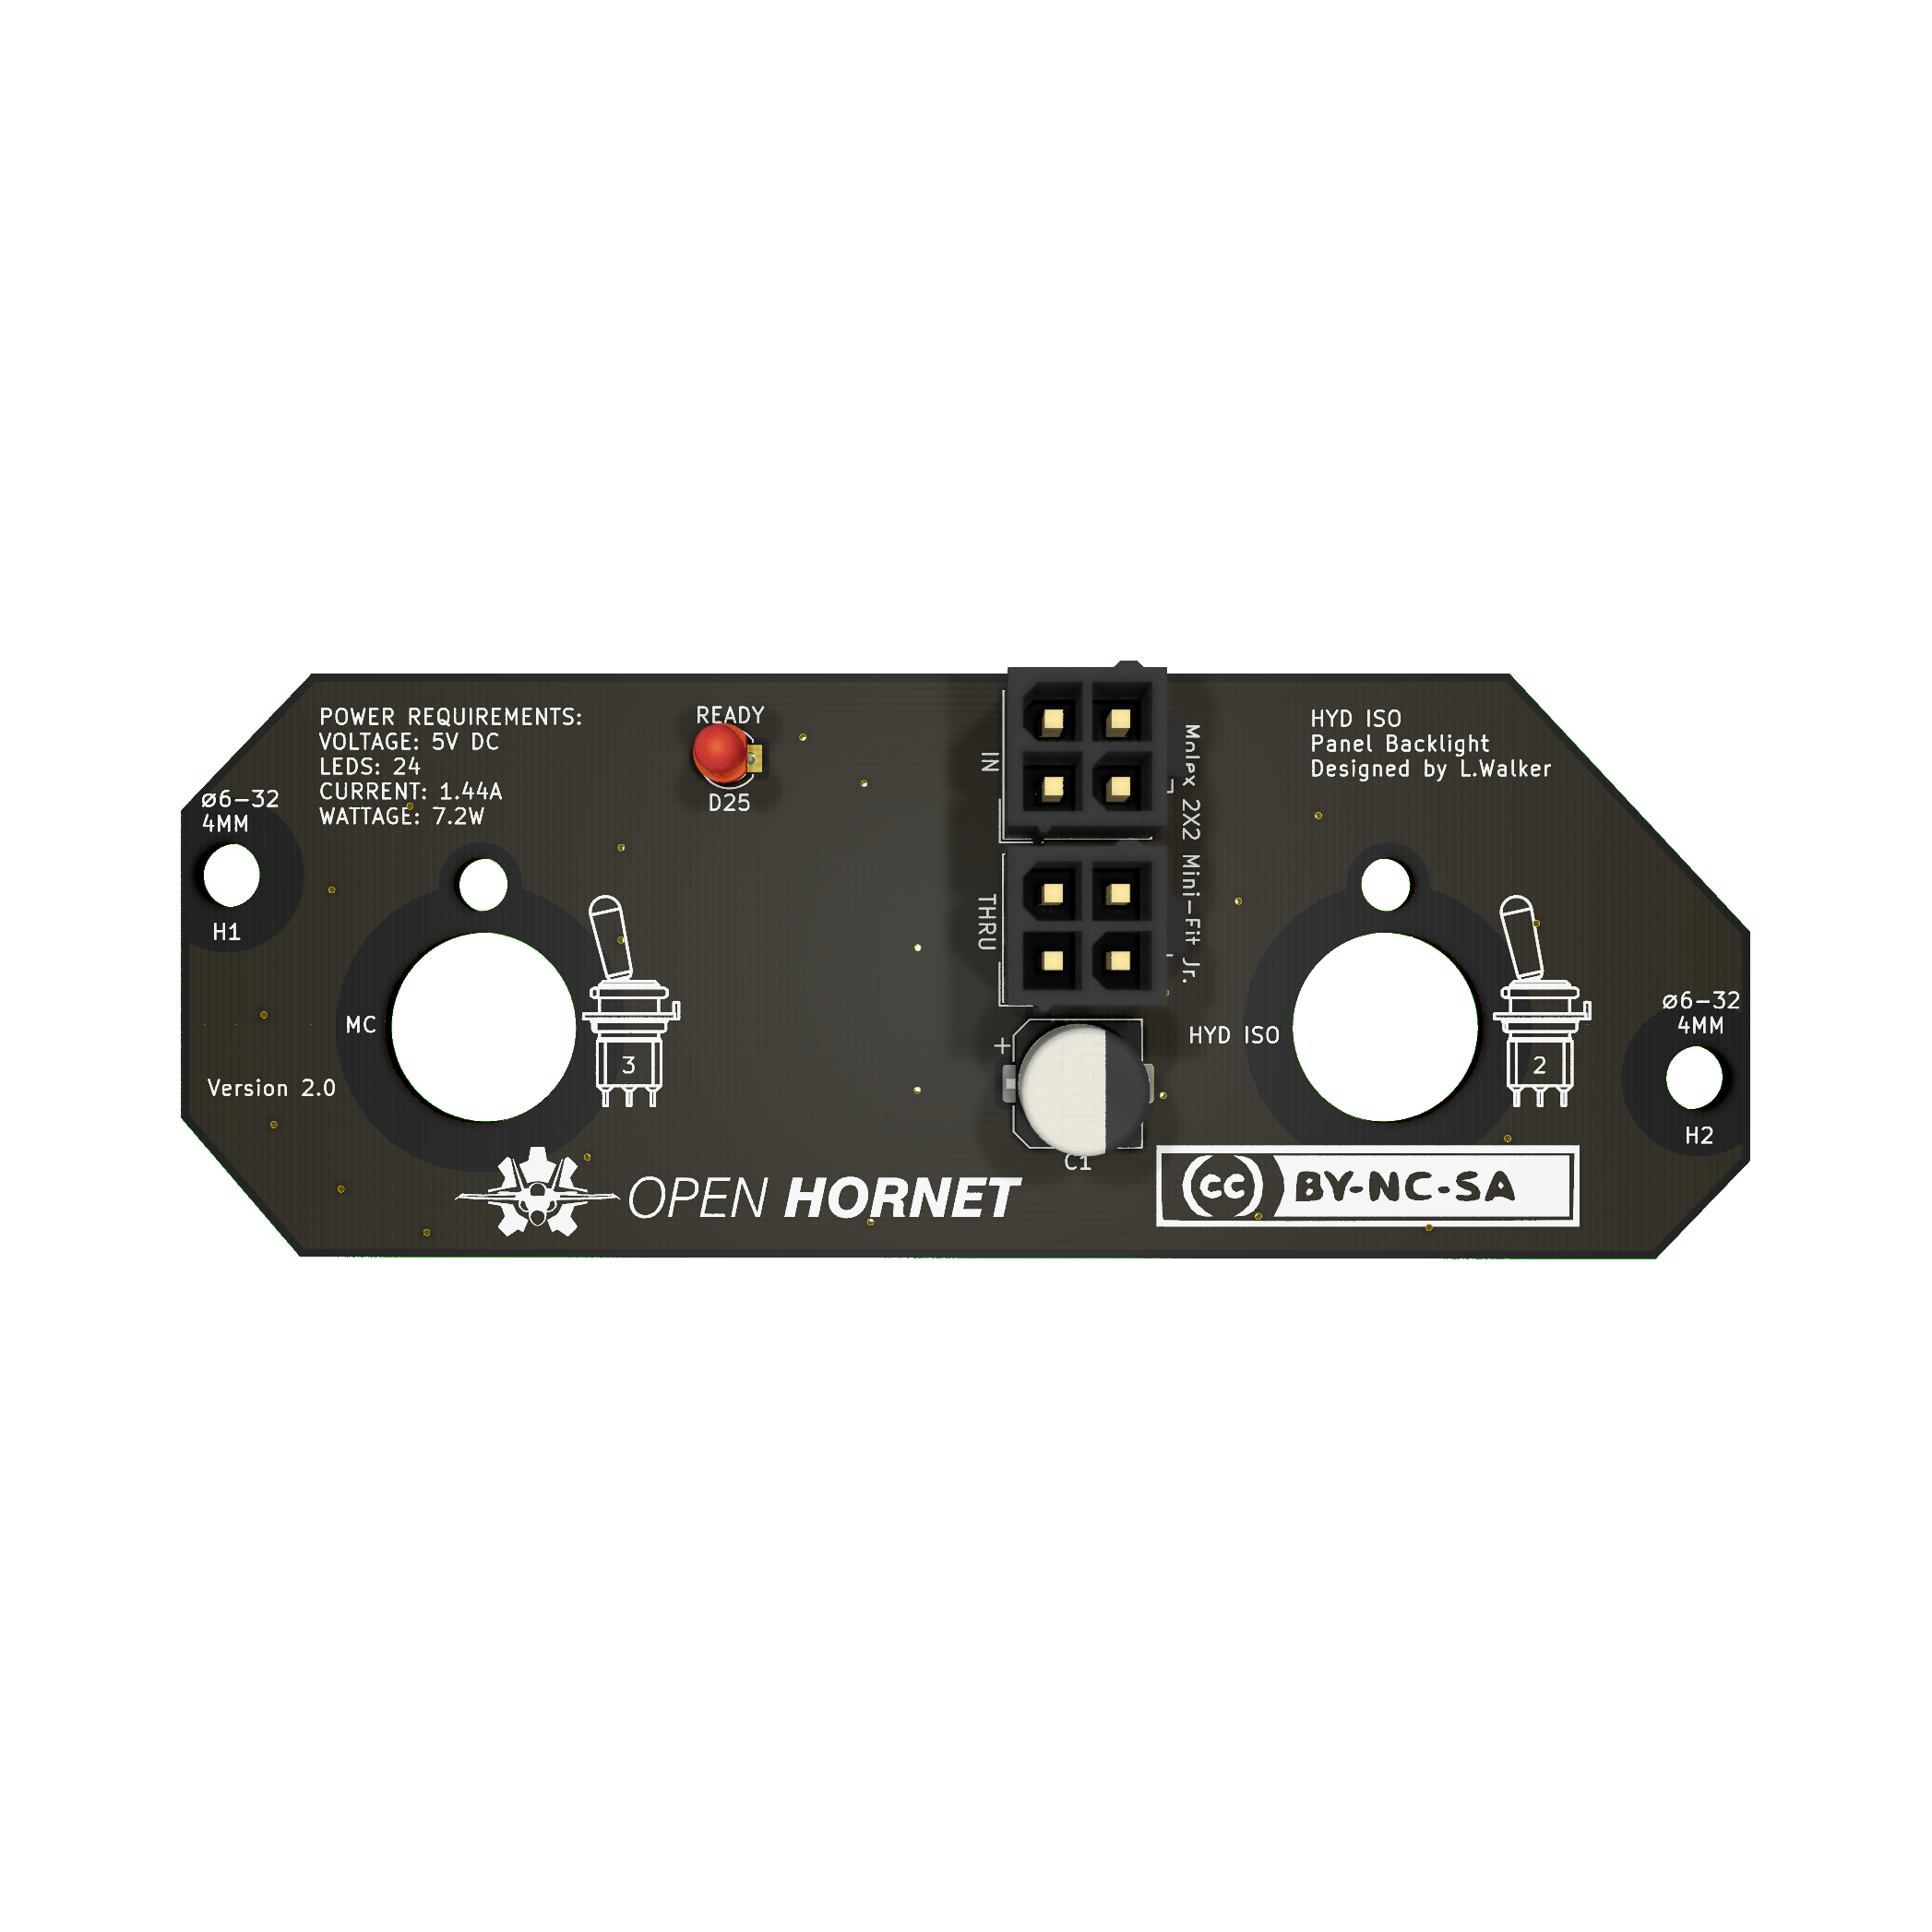 POWER REQUIREMENTS:
VOLTAGE: 5V DC
LEDS: 24
CURRENT: 1.44A
WATTAGE: 7.2W
READY
D25
IN
THRU
Molex 2X2 Mini-Fit Jr.
HYD ISO
Panel Backlight
Designed by L.Walker
ø6-32
4MM
H1
MC
3
Version 2.0
+
C1
HYD ISO
2
ø6-32
4MM
H2
OPEN HORNET
cc BY-NC-SA